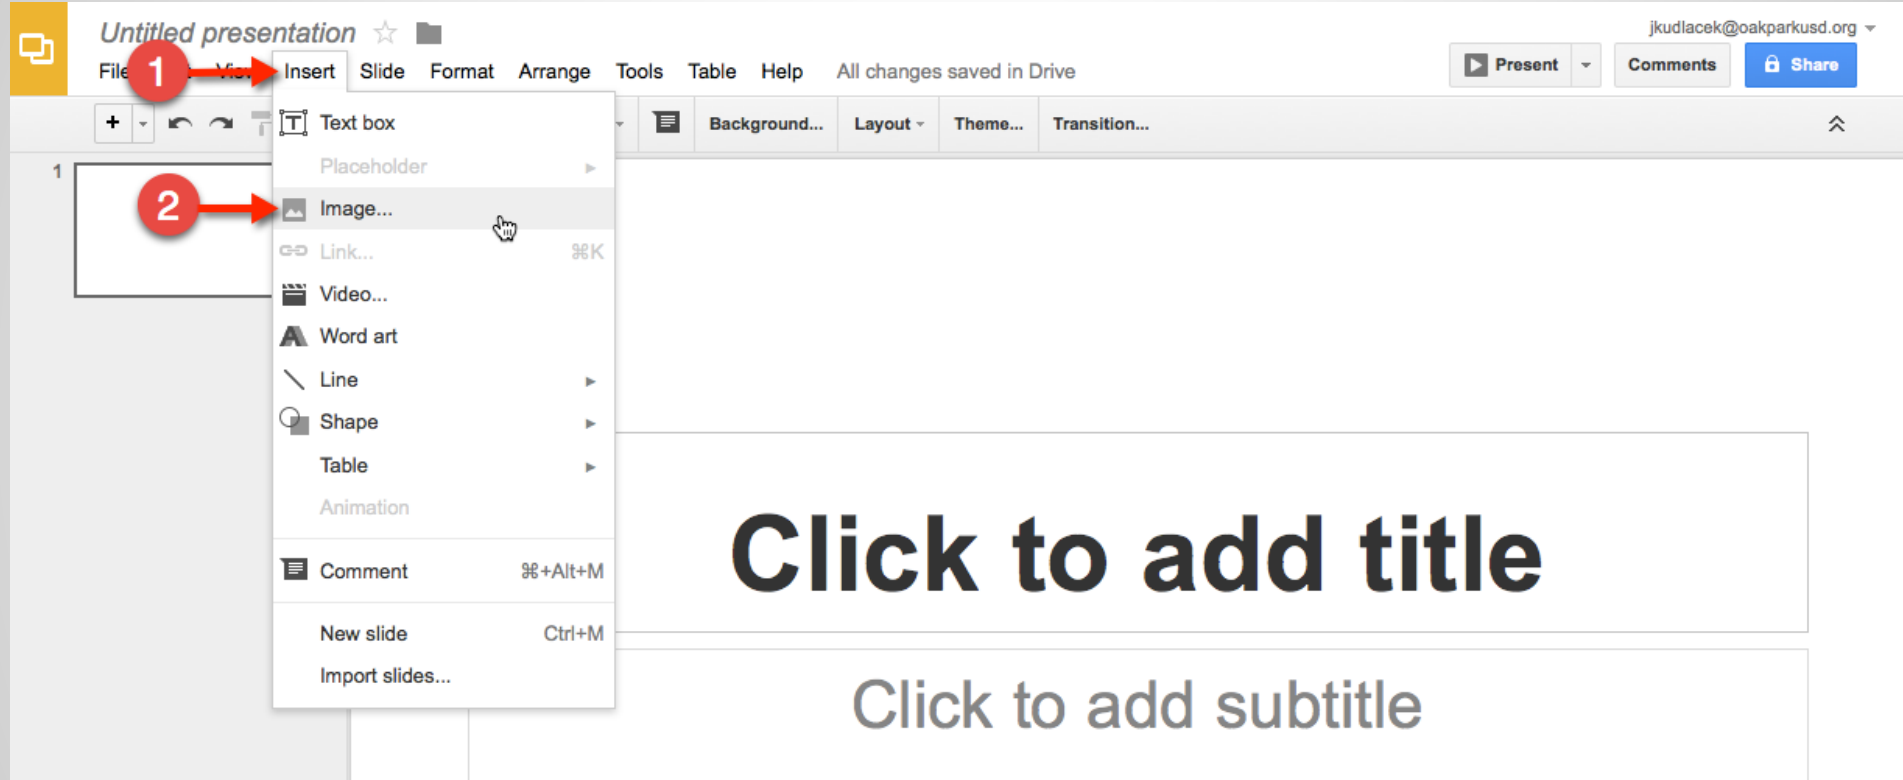 Untitled presentation
jkudlacek@oakparkusd.org
File
Insert Slide Format Arrange Tools Table Help All changes saved in Drive
Present Comments Share
1
Background... Layout Theme... Transition...
Text box
1
Placeholder
2
Image...
Link... ⌘K
Video...
Word art
Line
Shape
Table
Animation
Click to add title
Comment ⌘+Alt+M
New slide Ctrl+M
Import slides...
Click to add subtitle